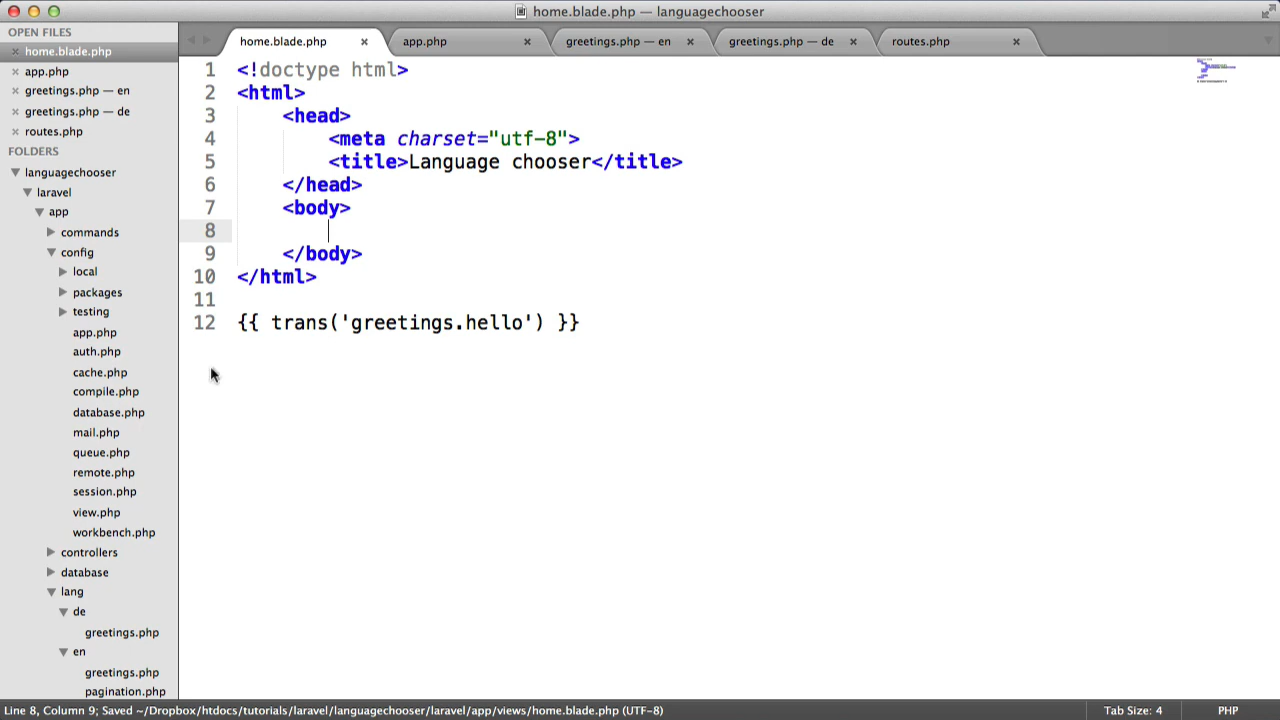 home.blade.php — languagechooser
OPEN FILES
home.blade.php
app.php
greetings.php — en
greetings.php — de
routes.php
FOLDERS
languagechooser
laravel
app
commands
config
local
packages
testing
app.php
auth.php
cache.php
compile.php
database.php
mail.php
queue.php
remote.php
session.php
view.php
workbench.php
controllers
database
lang
de
greetings.php
en
greetings.php
pagination.php
home.blade.php app.php greetings.php — en greetings.php — de routes.php
1 <!doctype html>
2 <html>
3 <head>
4 <meta charset="utf-8">
5 <title>Language chooser</title>
6 </head>
7 <body>
8
9 </body>
10 </html>
11
12 {{ trans('greetings.hello') }}
Line 8, Column 9; Saved ~/Dropbox/htdocs/tutorials/laravel/languagechooser/laravel/app/views/home.blade.php (UTF-8) Tab Size: 4 PHP